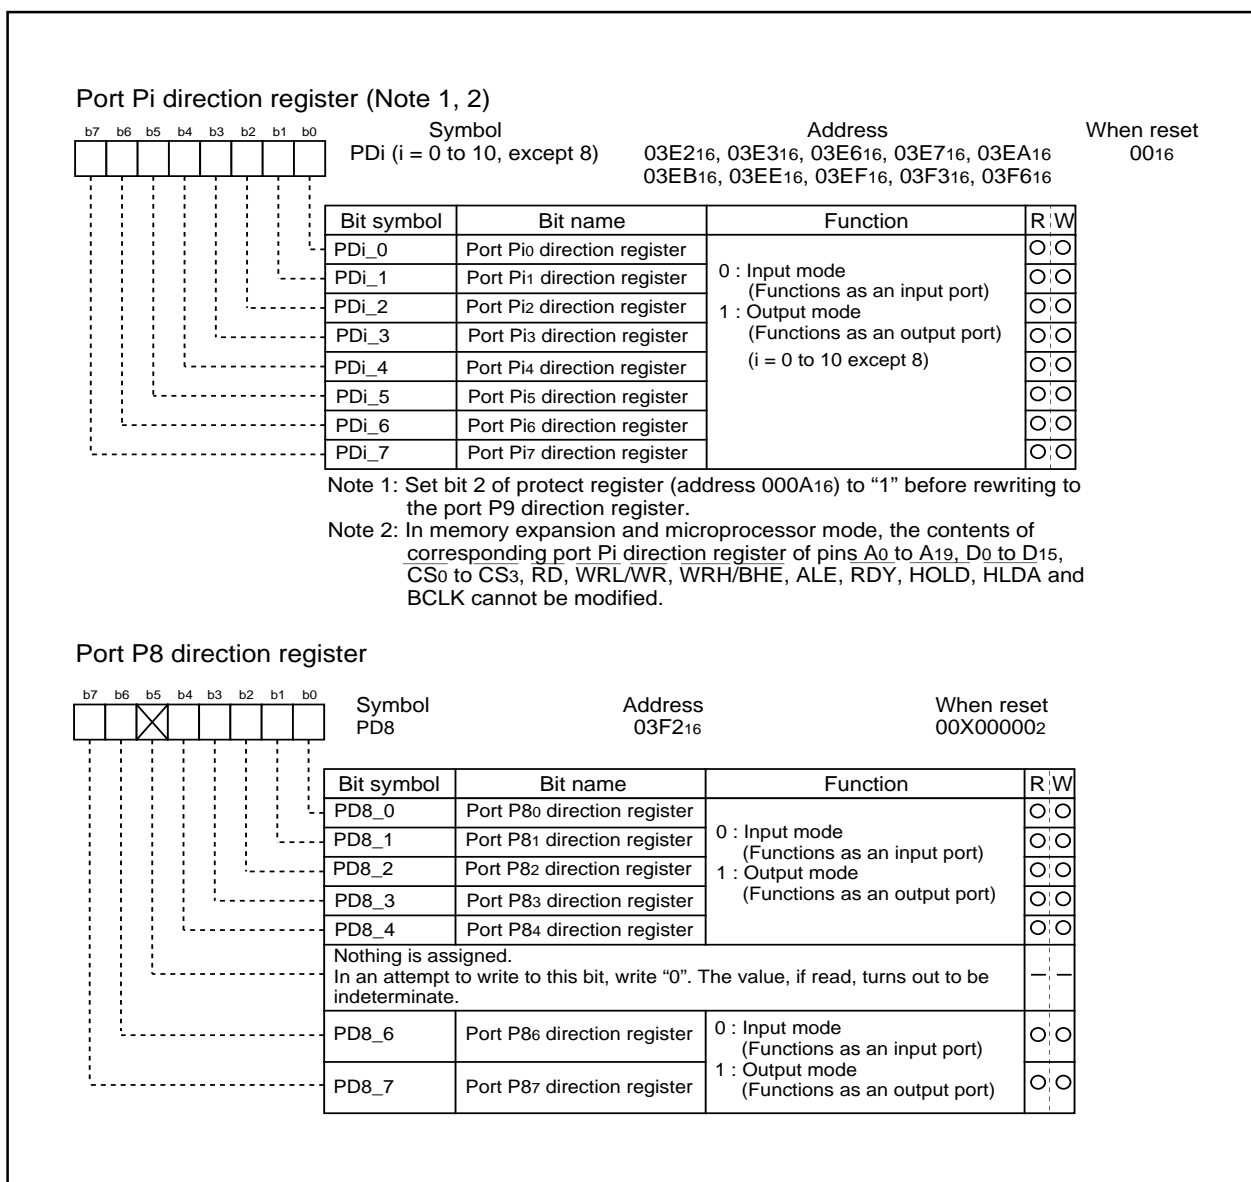 Port Pi direction register (Note 1, 2)
b7 b6 b5 b4 b3 b2 b1 b0
Symbol Address When reset
PDi (i = 0 to 10, except 8) 03E216, 03E316, 03E616, 03E716, 03EA16 0016
03EB16, 03EE16, 03EF16, 03F316, 03F616
Bit symbol Bit name Function R W
PDi_0 Port Pi0 direction register
PDi_1 Port Pi1 direction register
PDi_2 Port Pi2 direction register
PDi_3 Port Pi3 direction register
PDi_4 Port Pi4 direction register
PDi_5 Port Pi5 direction register
PDi_6 Port Pi6 direction register
PDi_7 Port Pi7 direction register
0 : Input mode
(Functions as an input port)
1 : Output mode
(Functions as an output port)
(i = 0 to 10 except 8)
Note 1: Set bit 2 of protect register (address 000A16) to “1” before rewriting to
the port P9 direction register.
Note 2: In memory expansion and microprocessor mode, the contents of
corresponding port Pi direction register of pins A0 to A19, D0 to D15,
CS0 to CS3, RD, WRL/WR, WRH/BHE, ALE, RDY, HOLD, HLDA and
BCLK cannot be modified.
Port P8 direction register
b7 b6 b5 b4 b3 b2 b1 b0
Symbol Address When reset
PD8 03F216 00X000002
Bit symbol Bit name Function R W
PD8_0 Port P80 direction register
PD8_1 Port P81 direction register
PD8_2 Port P82 direction register
PD8_3 Port P83 direction register
PD8_4 Port P84 direction register
0 : Input mode
(Functions as an input port)
1 : Output mode
(Functions as an output port)
Nothing is assigned.
In an attempt to write to this bit, write “0”. The value, if read, turns out to be
indeterminate.
— —
PD8_6 Port P86 direction register
PD8_7 Port P87 direction register
0 : Input mode
(Functions as an input port)
1 : Output mode
(Functions as an output port)